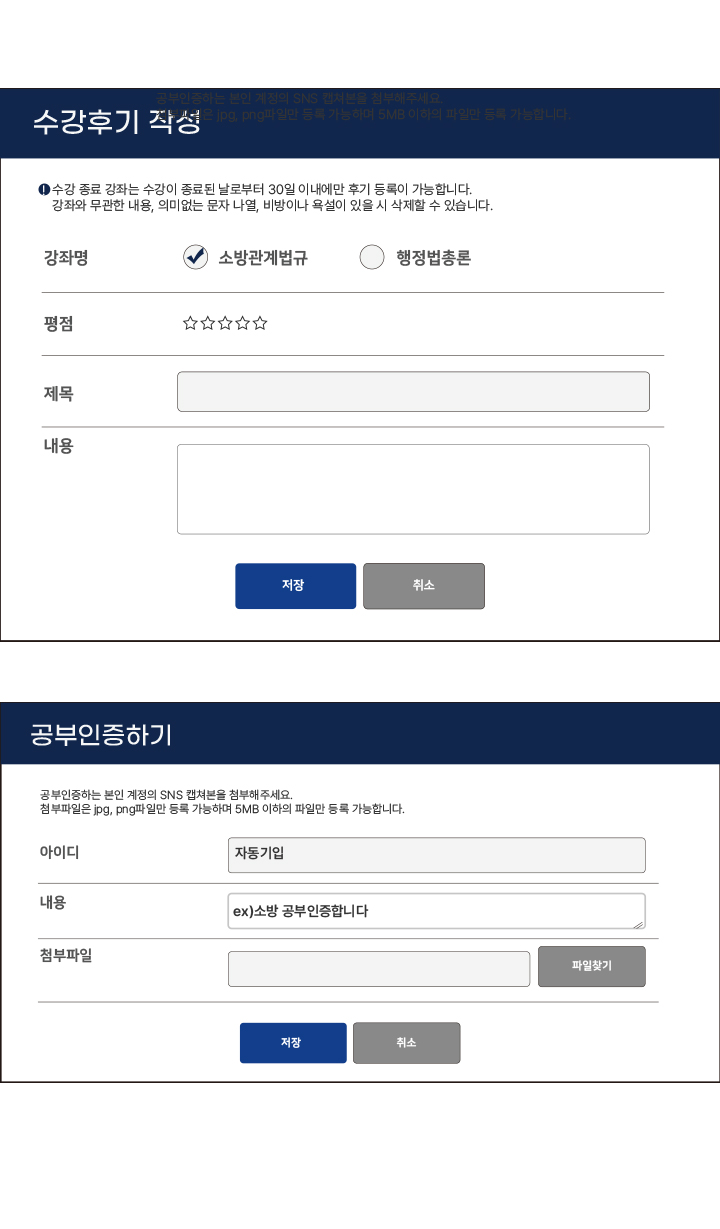 공부인증하는 본인 계정의 SNS 캡쳐본을 첨부해주세요.
첨부파일은 jpg, png파일만 등록 가능하며 5MB 이하의 파일만 등록 가능합니다.
수강후기 작성
수강 종료 강좌는 수강이 종료된 날로부터 30일 이내에만 후기 등록이 가능합니다.
강좌와 무관한 내용, 의미없는 문자 나열, 비방이나 욕설이 있을 시 삭제할 수 있습니다.
강좌명 소방관계법규 행정법총론
평점 ☆☆☆☆☆
제목
내용
저장 취소
공부인증하기
공부인증하는 본인 계정의 SNS 캡쳐본을 첨부해주세요.
첨부파일은 jpg, png파일만 등록 가능하며 5MB 이하의 파일만 등록 가능합니다.
아이디 자동기입
내용 ex)소방 공부인증합니다
첨부파일 파일찾기
저장 취소